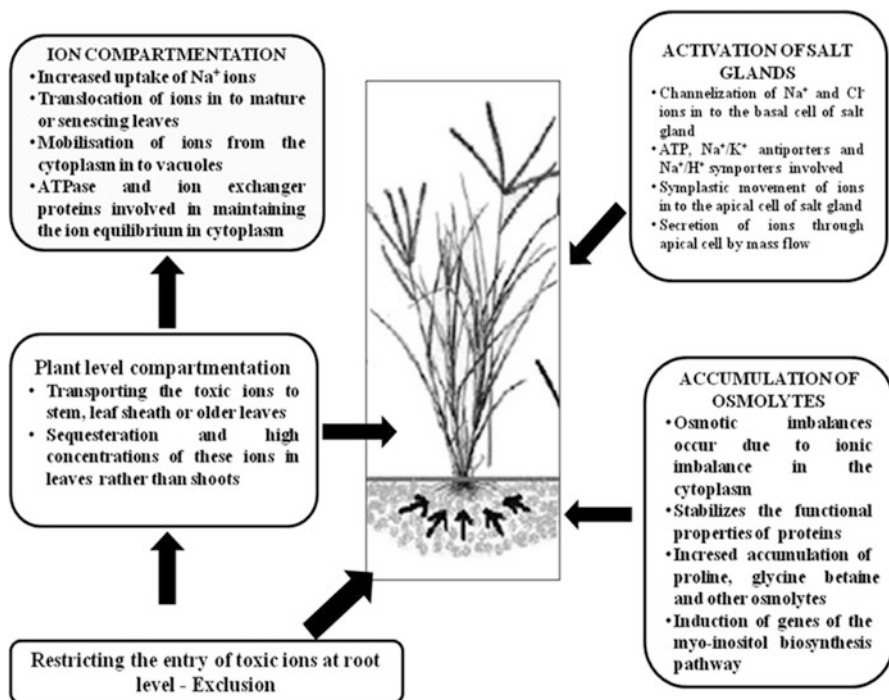 ION COMPARTMENTATION
•Increased uptake of Na⁺ ions
•Translocation of ions in to mature
or senescing leaves
•Mobilisation of ions from the
cytoplasm in to vacuoles
•ATPase and ion exchanger
proteins involved in maintaining
the ion equilibrium in cytoplasm
Plant level compartmentation
• Transporting the toxic ions to
stem, leaf sheath or older leaves
• Sequesteration and high
concentrations of these ions in
leaves rather than shoots
Restricting the entry of toxic ions at root
level - Exclusion
ACTIVATION OF SALT
GLANDS
• Channelization of Na⁺ and Cl⁻
ions in to the basal cell of salt
gland
• ATP, Na⁺/K⁺ antiporters and
Na⁺/H⁺ symporters involved
• Symplastic movement of ions
in to the apical cell of salt gland
• Secretion of ions through
apical cell by mass flow
ACCUMULATION OF
OSMOLYTES
•Osmotic imbalances
occur due to ionic
imbalance in the
cytoplasm
•Stabilizes the functional
properties of proteins
•Incresed accumulation of
proline, glycine betaine
and other osmolytes
•Induction of genes of the
myo-inositol biosynthesis
pathway